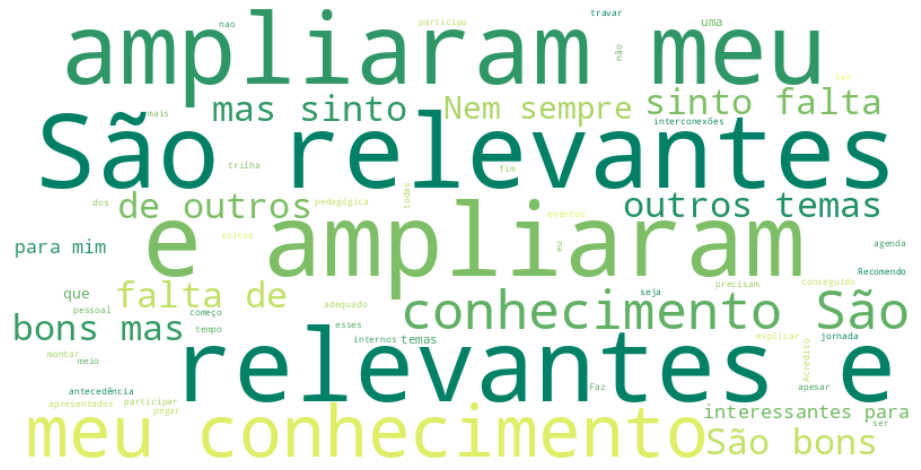 travar
nao
participo
uma
ampliaram meu
não
ter
mas sinto
Nem sempre
sinto falta
mais
interconexões
São relevantes
trilha
fim
todas
dos
de outros
pedagógica
outros temas
soltos
eventos
e ampliaram
eu
para mim
agenda
Recomendo
que
falta de
seja
precisam
conseguido
pessoal
começo
adequado
conhecimento São
bons mas
tempo
esses
internos
temas
explicar
jornada
montar
meio
Acredito
relevantes e
antecedência
Faz
apesar
apresentados
participar
pegar
meu conhecimento
interessantes para
ser
São bons